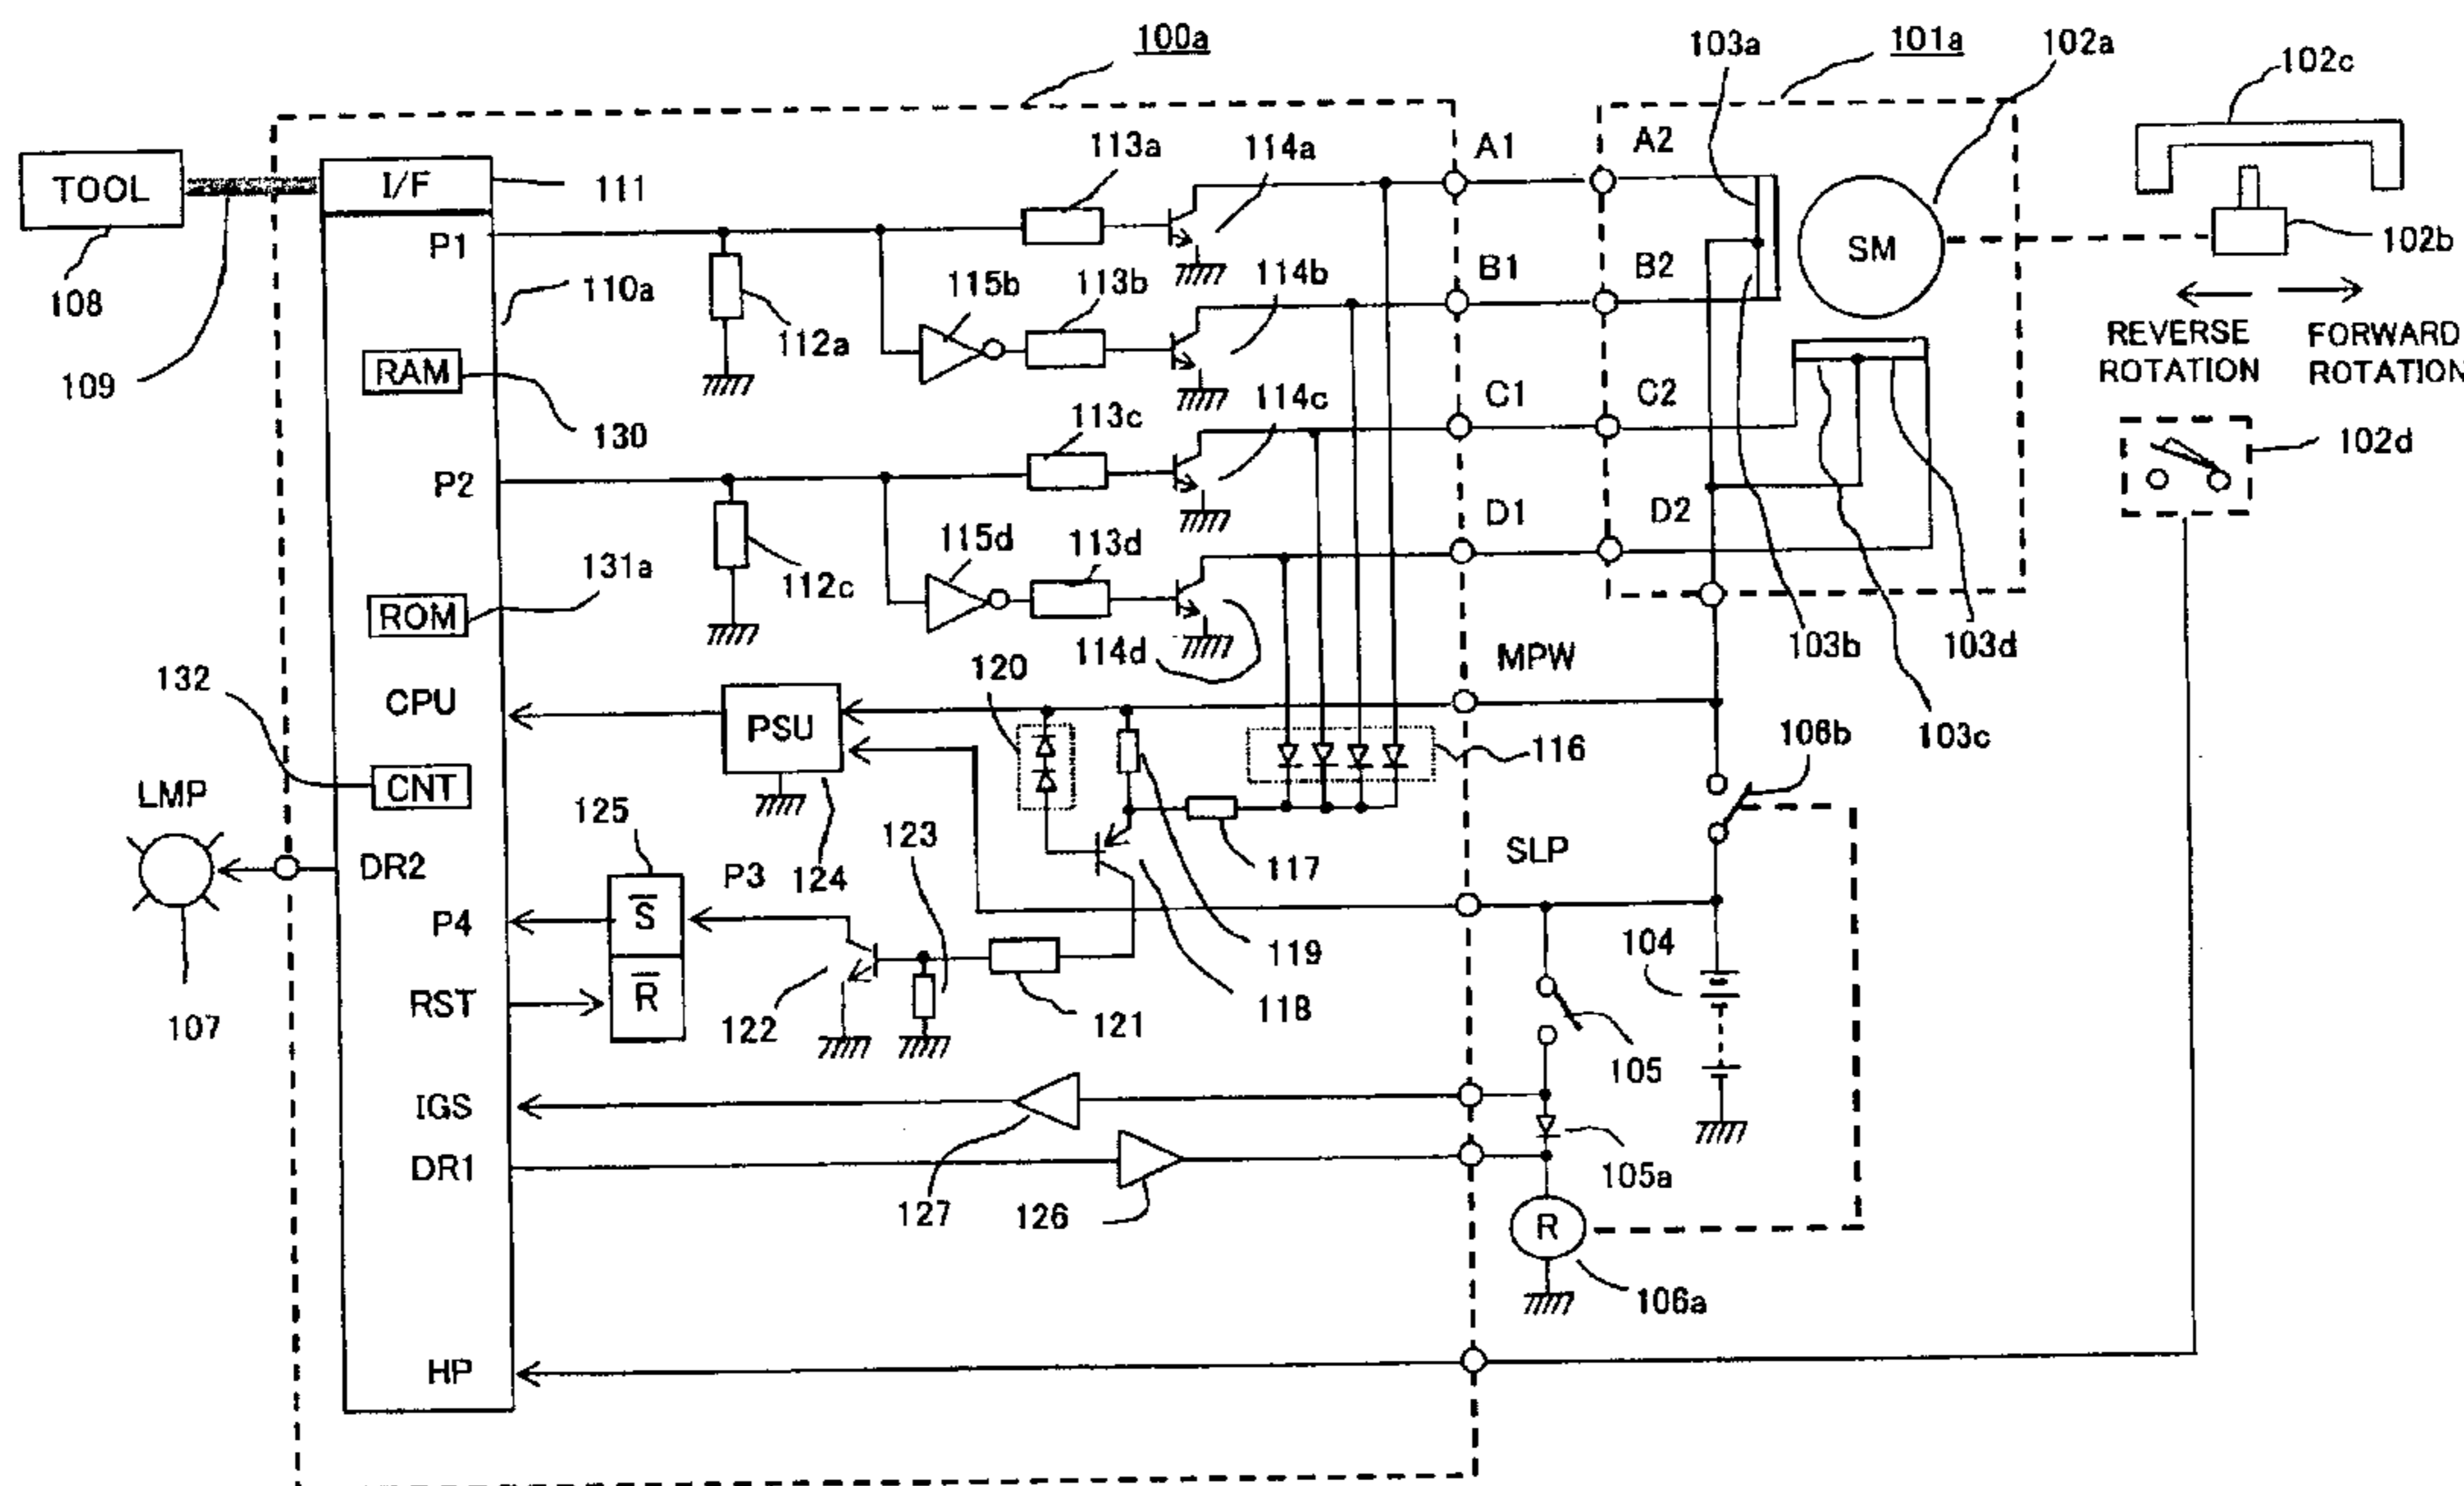 100a
103a
101a
102a
102c
TOOL
I/F
111
113a
114a
A1
A2
SM
102b
108
109
P1
110a
112a
115b
113b
114b
B1
B2
REVERSE
ROTATION
FORWARD
ROTATION
RAM
130
113c
114c
C1
C2
102d
P2
112c
115d
113d
114d
D1
D2
103b
103d
103c
ROM
131a
132
CPU
PSU
120
MPW
116
106b
LMP
CNT
DR2
125
P3
124
123
117
SLP
104
107
P4
S
R
RST
122
121
118
119
105
IGS
DR1
127
126
105a
R
106a
HP